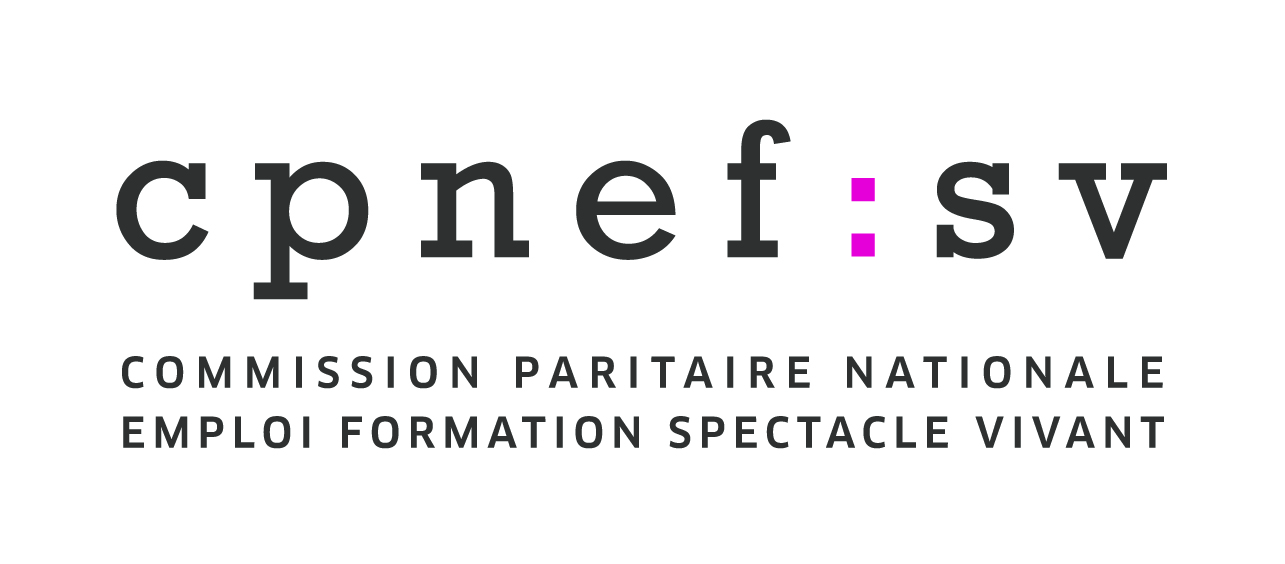 cpnef:sv
COMMISSION PARITAIRE NATIONALE
EMPLOI FORMATION SPECTACLE VIVANT